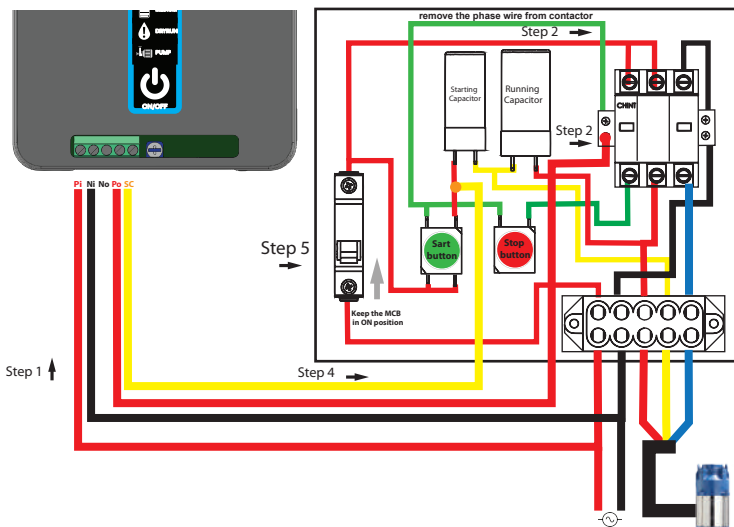 DRYRUN
PUMP
ON/OFF
Pi Ni No Po SC
Step 1
Step 4
Step 5
remove the phase wire from contactor
Step 2
Starting
Capacitor
Running
Capacitor
CHINT
Step 2
Sart
button
Stop
button
Keep the MCB
in ON position